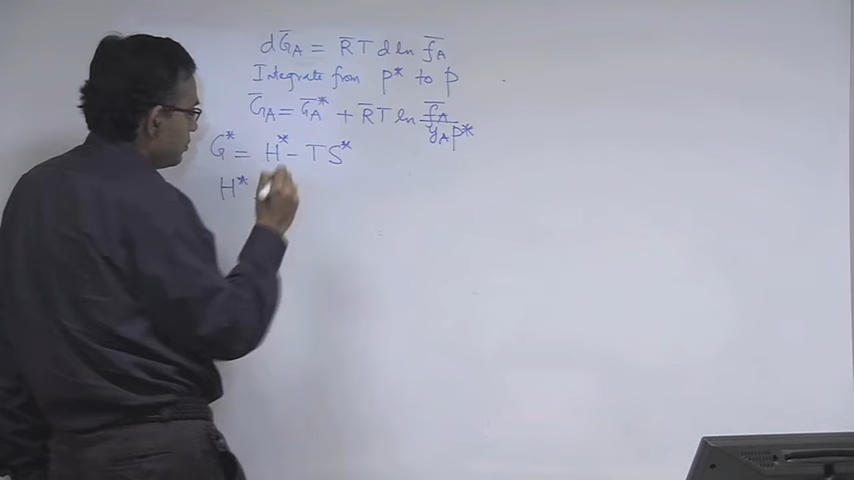 dḠ_A = R̄T d ln f̄_A
Integrate from p* to p
Ḡ_A = Ḡ_A* + R̄T ln f̄_A / y_A p*
G* = H* - TS*
H*